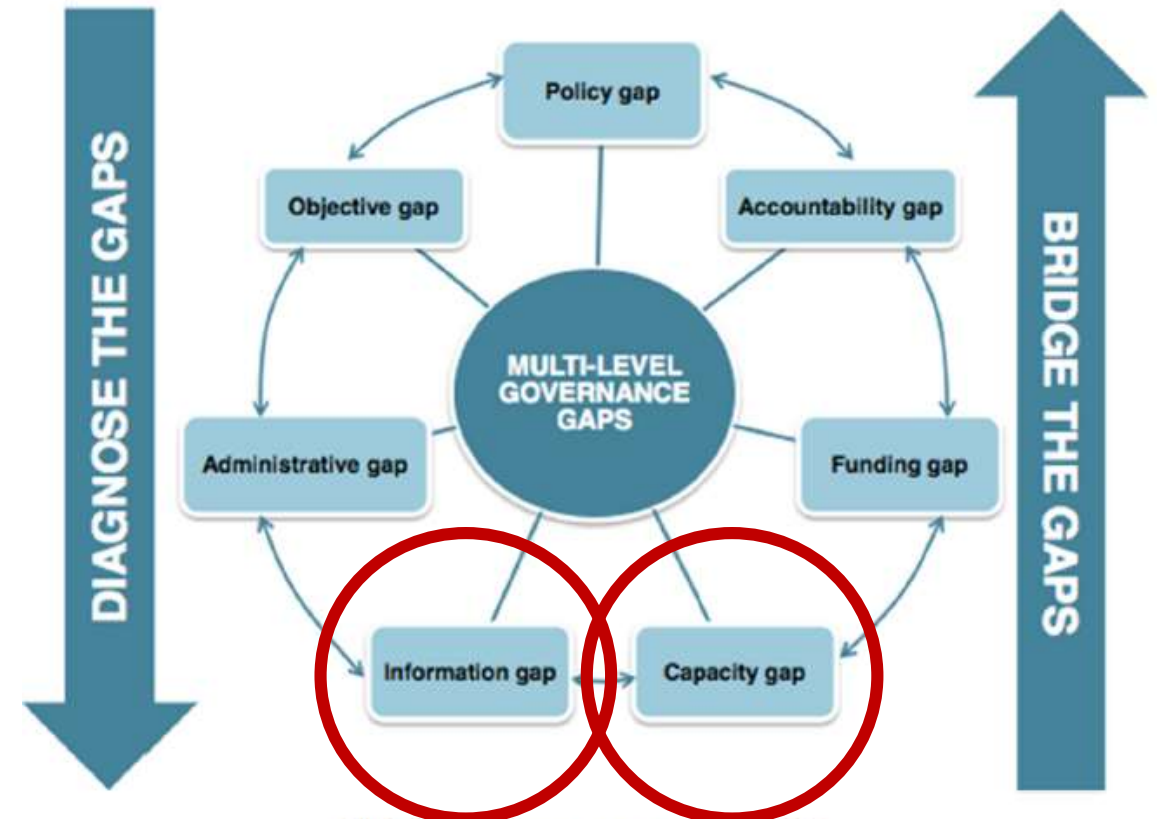 DIAGNOSE THE GAPS
Policy gap
Objective gap
Accountability gap
MULTI-LEVEL
GOVERNANCE
GAPS
Administrative gap
Funding gap
Information gap
Capacity gap
BRIDGE THE GAPS